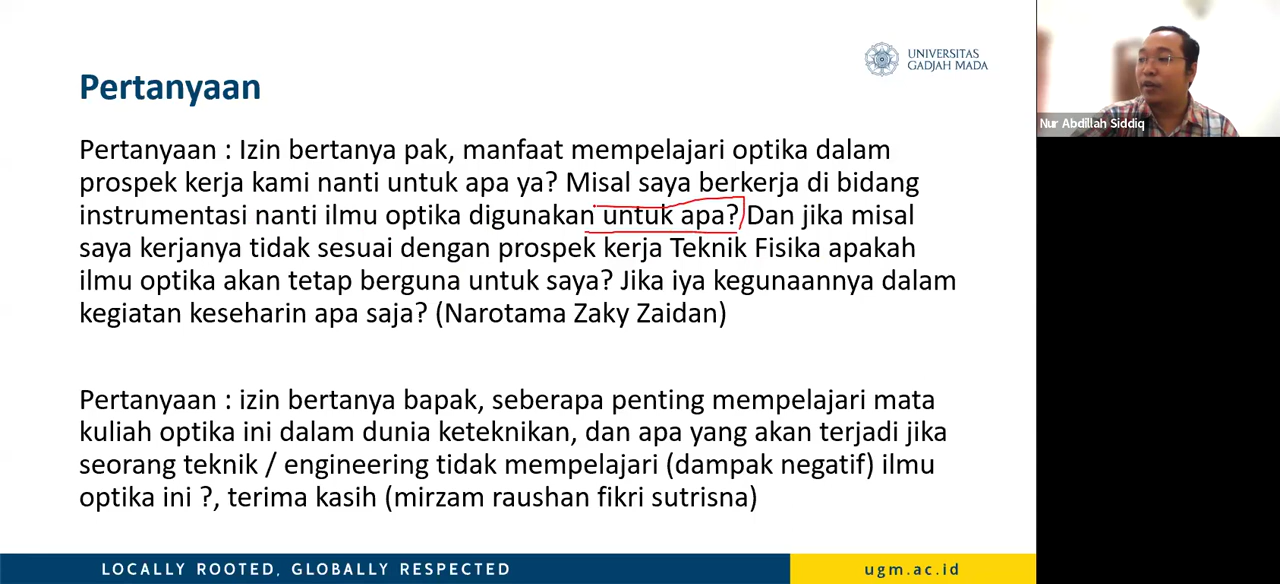 UNIVERSITAS
GADJAH MADA
Pertanyaan
Pertanyaan : Izin bertanya pak, manfaat mempelajari optika dalam
prospek kerja kami nanti untuk apa ya? Misal saya berkerja di bidang
instrumentasi nanti ilmu optika digunakan untuk apa? Dan jika misal
saya kerjanya tidak sesuai dengan prospek kerja Teknik Fisika apakah
ilmu optika akan tetap berguna untuk saya? Jika iya kegunaannya dalam
kegiatan keseharin apa saja? (Narotama Zaky Zaidan)
Pertanyaan : izin bertanya bapak, seberapa penting mempelajari mata
kuliah optika ini dalam dunia keteknikan, dan apa yang akan terjadi jika
seorang teknik / engineering tidak mempelajari (dampak negatif) ilmu
optika ini ?, terima kasih (mirzam raushan fikri sutrisna)
LOCALLY ROOTED, GLOBALLY RESPECTED
ugm.ac.id
Nur Abdillah Siddiq